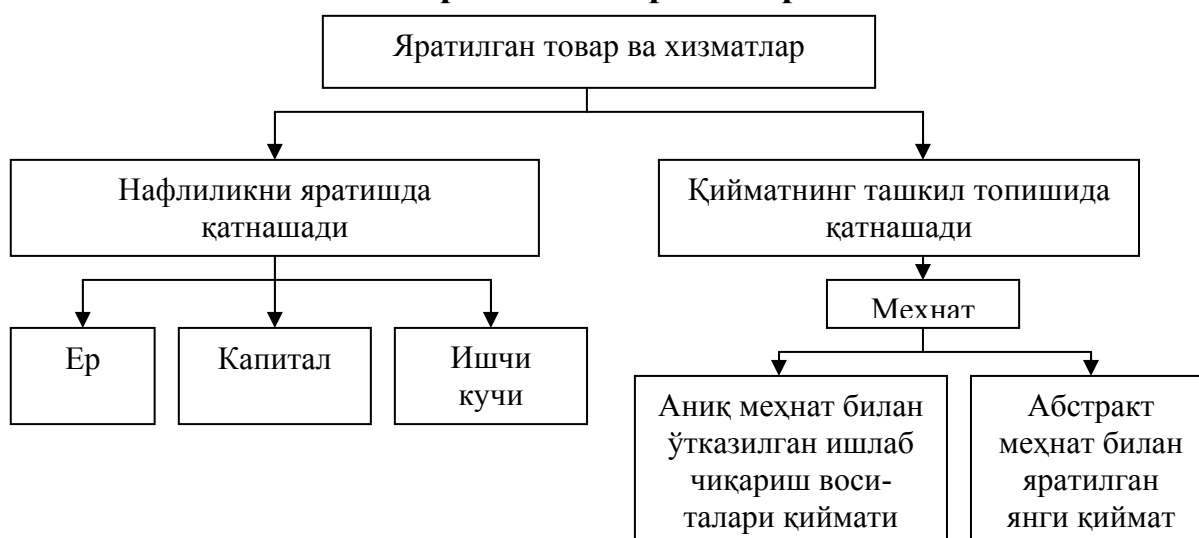 Яратилган товар ва хизматлар
Нафлиликни яратишда
қатнашади
Қийматнинг ташкил топишида
қатнашади
Меҳнат
Ер
Капитал
Ишчи
кучи
Аниқ меҳнат билан
ўтказилган ишлаб
чиқариш воси-
талари қиймати
Абстракт
меҳнат билан
яратилган
янги қиймат